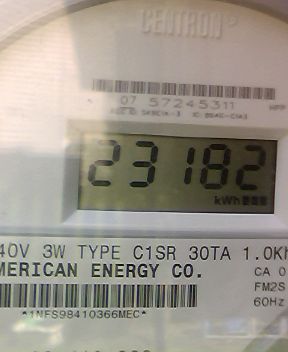 CENTRON®
07 57245311
23182
kWh
40V 3W TYPE C1SR 30TA 1.0Kh
MERICAN ENERGY CO.
CA 0
FM2S
60Hz
*1NFS98410366MEC*